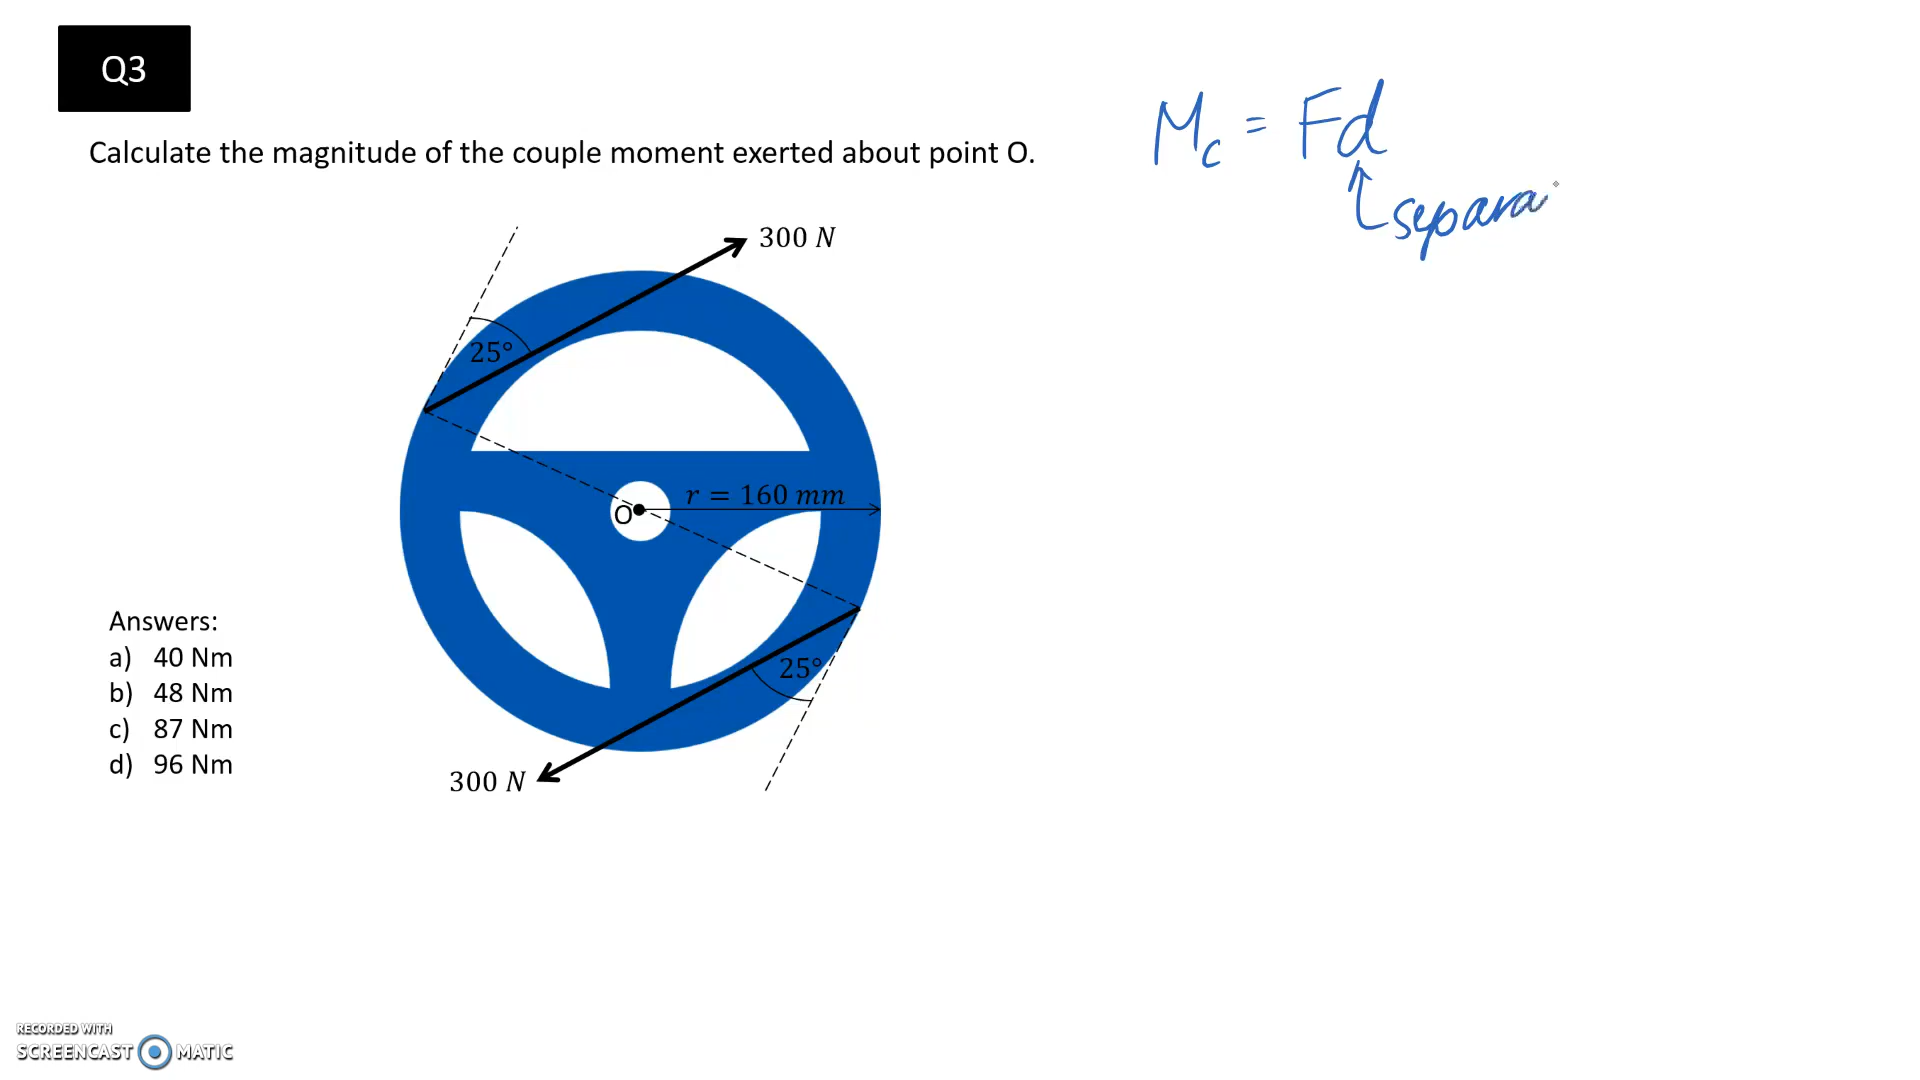 Q3
Calculate the magnitude of the couple moment exerted about point O.
M_c = Fd
separa
300 N
25°
r = 160 mm
O
25°
300 N
Answers:
a) 40 Nm
b) 48 Nm
c) 87 Nm
d) 96 Nm
RECORDED WITH
SCREENCAST MATIC